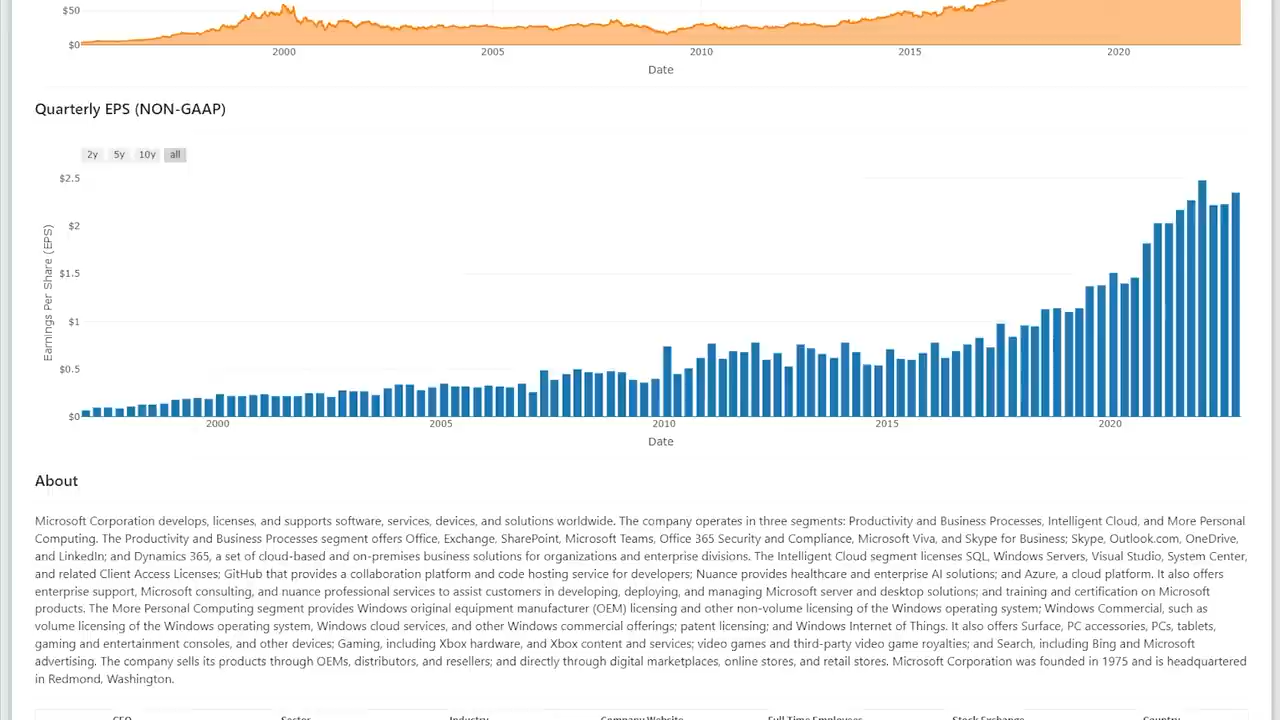 $50
$0
2000 2005 2010 2015 2020
Date
Quarterly EPS (NON-GAAP)
2y 5y 10y all
$2.5
$2
$1.5
$1
$0.5
$0
Earnings Per Share (EPS)
2000 2005 2010 2015 2020
Date
About
Microsoft Corporation develops, licenses, and supports software, services, devices, and solutions worldwide. The company operates in three segments: Productivity and Business Processes, Intelligent Cloud, and More Personal
Computing. The Productivity and Business Processes segment offers Office, Exchange, SharePoint, Microsoft Teams, Office 365 Security and Compliance, Microsoft Viva, and Skype for Business; Skype, Outlook.com, OneDrive,
and LinkedIn; and Dynamics 365, a set of cloud-based and on-premises business solutions for organizations and enterprise divisions. The Intelligent Cloud segment licenses SQL, Windows Servers, Visual Studio, System Center,
and related Client Access Licenses; GitHub that provides a collaboration platform and code hosting service for developers; Nuance provides healthcare and enterprise AI solutions; and Azure, a cloud platform. It also offers
enterprise support, Microsoft consulting, and nuance professional services to assist customers in developing, deploying, and managing Microsoft server and desktop solutions; and training and certification on Microsoft
products. The More Personal Computing segment provides Windows original equipment manufacturer (OEM) licensing and other non-volume licensing of the Windows operating system; Windows Commercial, such as
volume licensing of the Windows operating system, Windows cloud services, and other Windows commercial offerings; patent licensing; and Windows Internet of Things. It also offers Surface, PC accessories, PCs, tablets,
gaming and entertainment consoles, and other devices; Gaming, including Xbox hardware, and Xbox content and services; video games and third-party video game royalties; and Search, including Bing and Microsoft
advertising. The company sells its products through OEMs, distributors, and resellers; and directly through digital marketplaces, online stores, and retail stores. Microsoft Corporation was founded in 1975 and is headquartered
in Redmond, Washington.
CEO Sector Industry Company Website Full Time Employees Stock Exchange Country